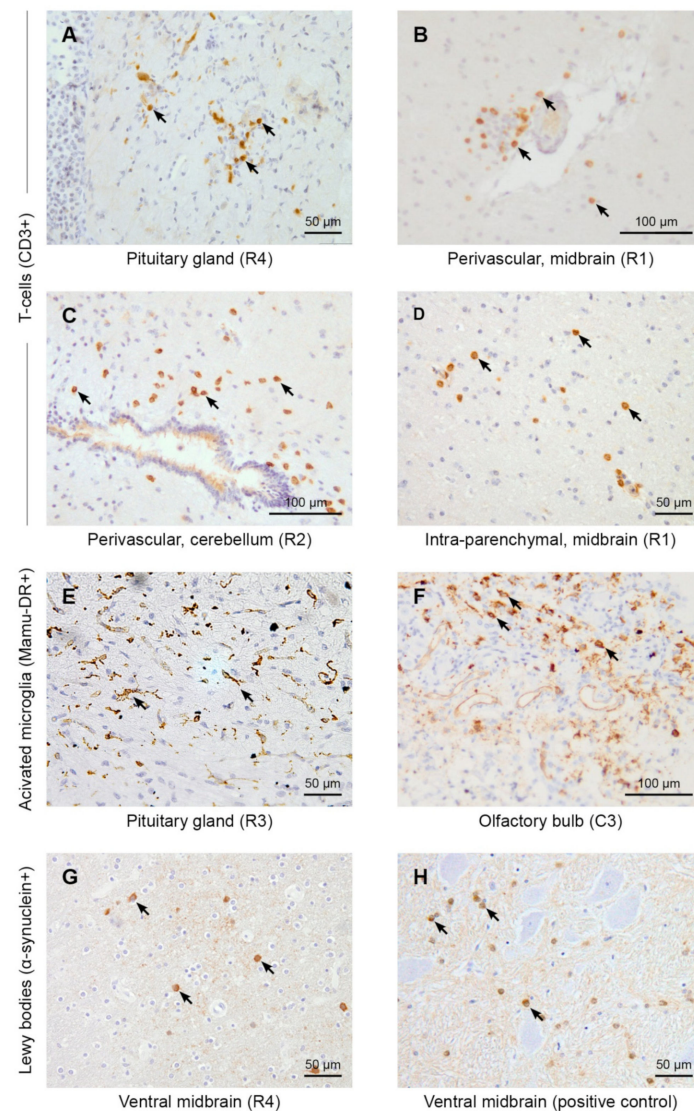 T-cells (CD3+)
A
50 µm
Pituitary gland (R4)
B
100 µm
Perivascular, midbrain (R1)
C
100 µm
Perivascular, cerebellum (R2)
D
50 µm
Intra-parenchymal, midbrain (R1)
Acivated microglia (Mamu-DR+)
E
50 µm
Pituitary gland (R3)
F
100 µm
Olfactory bulb (C3)
Lewy bodies (α-synuclein+)
G
50 µm
Ventral midbrain (R4)
H
50 µm
Ventral midbrain (positive control)